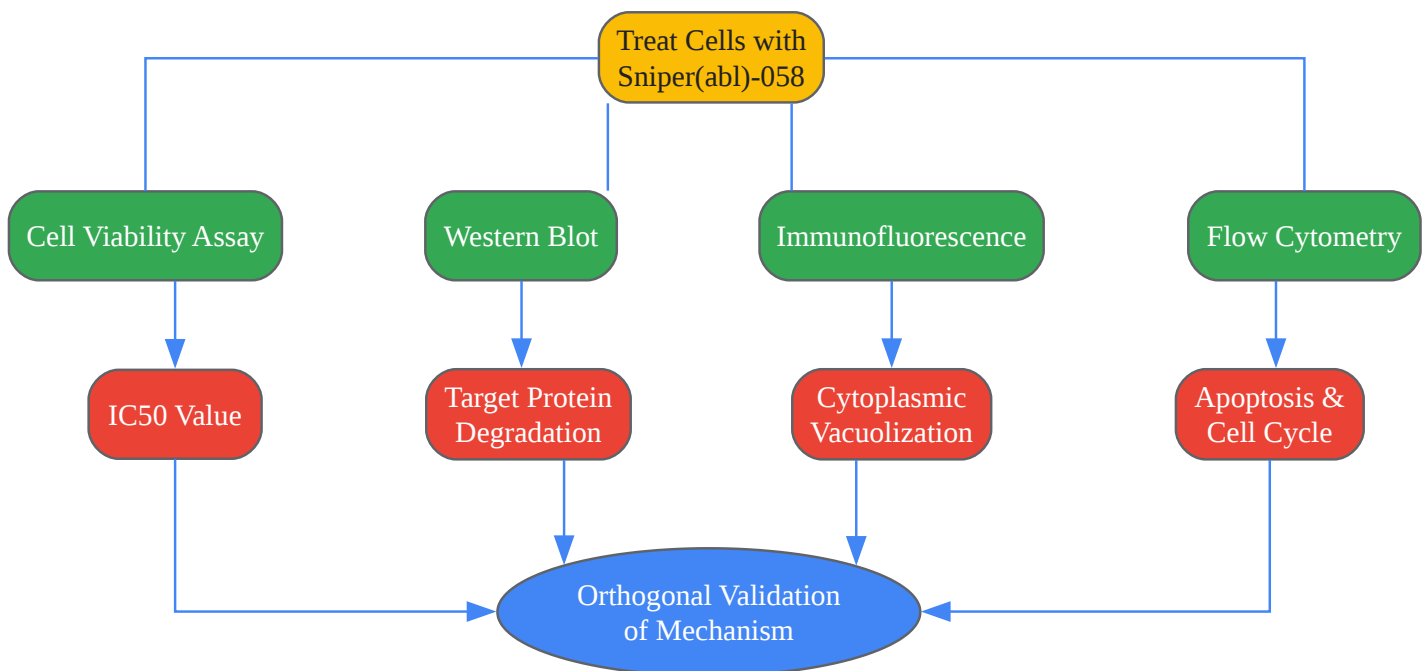 Treat Cells with
Sniper(abl)-058
Cell Viability Assay
Western Blot
Immunofluorescence
Flow Cytometry
IC50 Value
Target Protein
Degradation
Cytoplasmic
Vacuolization
Apoptosis &
Cell Cycle
Orthogonal Validation
of Mechanism